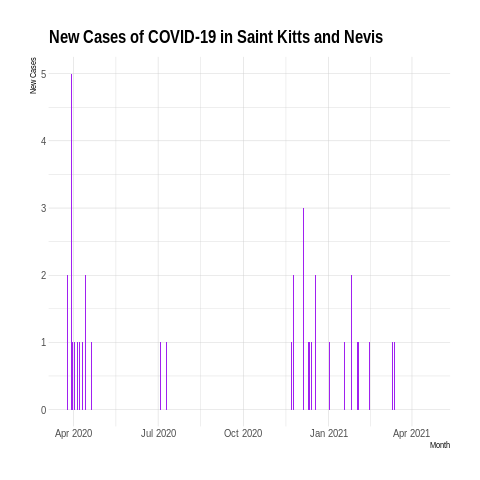 New Cases of COVID-19 in Saint Kitts and Nevis
New Cases
5
4
3
2
1
0
Apr 2020 Jul 2020 Oct 2020 Jan 2021 Apr 2021
Month